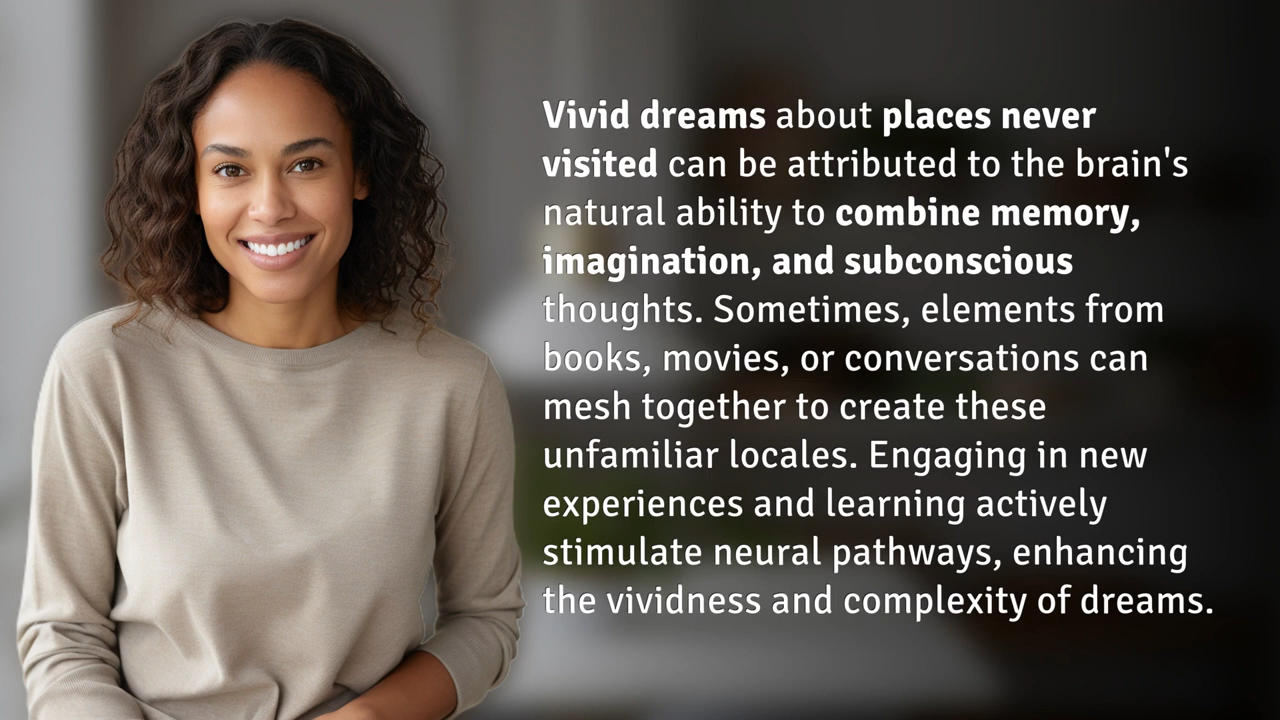 Vivid dreams about places never
visited can be attributed to the brain's
natural ability to combine memory,
imagination, and subconscious
thoughts. Sometimes, elements from
books, movies, or conversations can
mesh together to create these
unfamiliar locales. Engaging in new
experiences and learning actively
stimulate neural pathways, enhancing
the vividness and complexity of dreams.